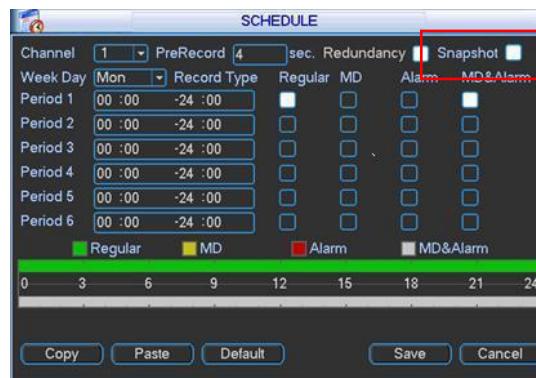 SCHEDULE
Channel 1 PreRecord 4 sec. Redundancy Snapshot
Week Day Mon Record Type Regular MD Alarm MD&Alarm
Period 1 00 :00 -24 :00
Period 2 00 :00 -24 :00
Period 3 00 :00 -24 :00
Period 4 00 :00 -24 :00
Period 5 00 :00 -24 :00
Period 6 00 :00 -24 :00
Regular MD Alarm MD&Alarm
0 3 6 9 12 15 18 21 24
Copy Paste Default Save Cancel